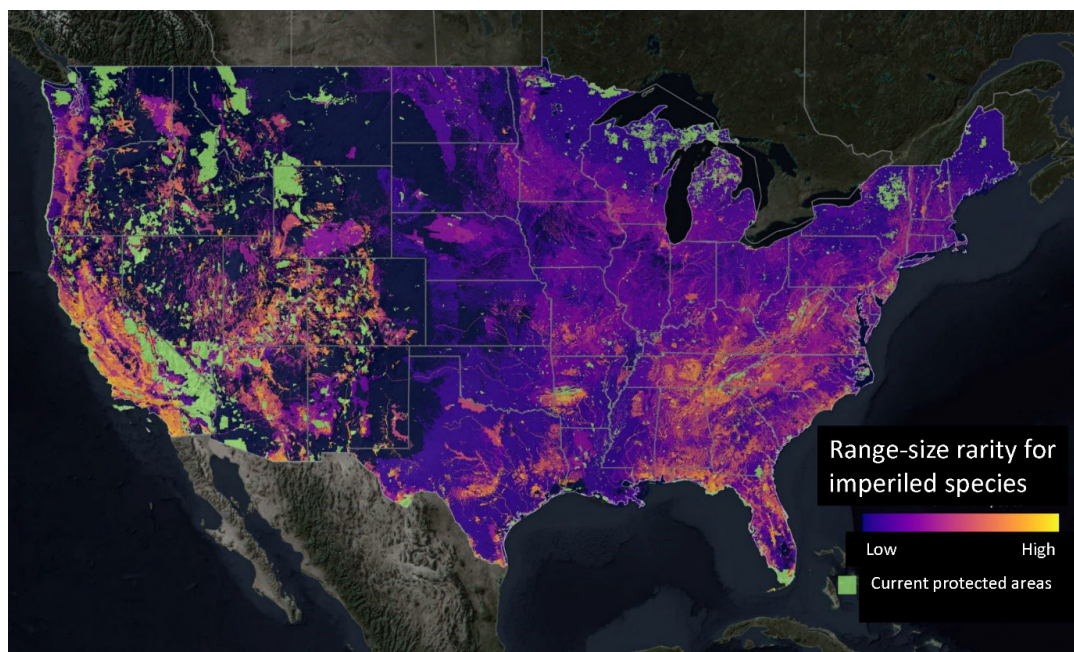 Range-size rarity for
imperiled species
Low High
Current protected areas